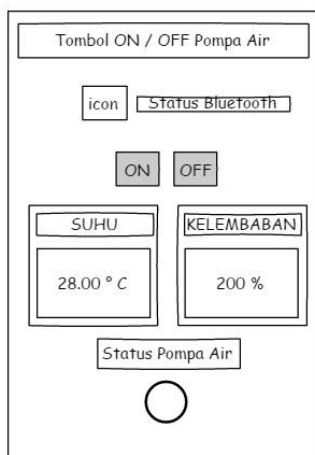 Tombol ON / OFF Pompa Air
icon Status Bluetooth
ON OFF
SUHU KELEMBABAN
28.00 ° C 200 %
Status Pompa Air